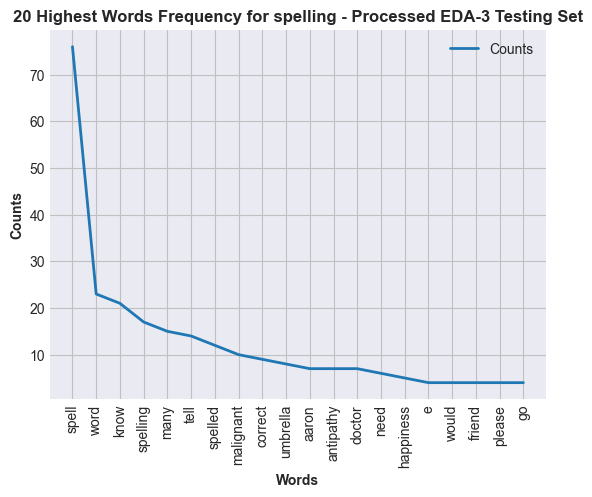 20 Highest Words Frequency for spelling - Processed EDA-3 Testing Set
Counts
70
60
50
40
30
20
10
Counts
spell
word
know
spelling
many
tell
spelled
malignant
correct
umbrella
aaron
antipathy
doctor
need
happiness
e
would
friend
please
go
Words